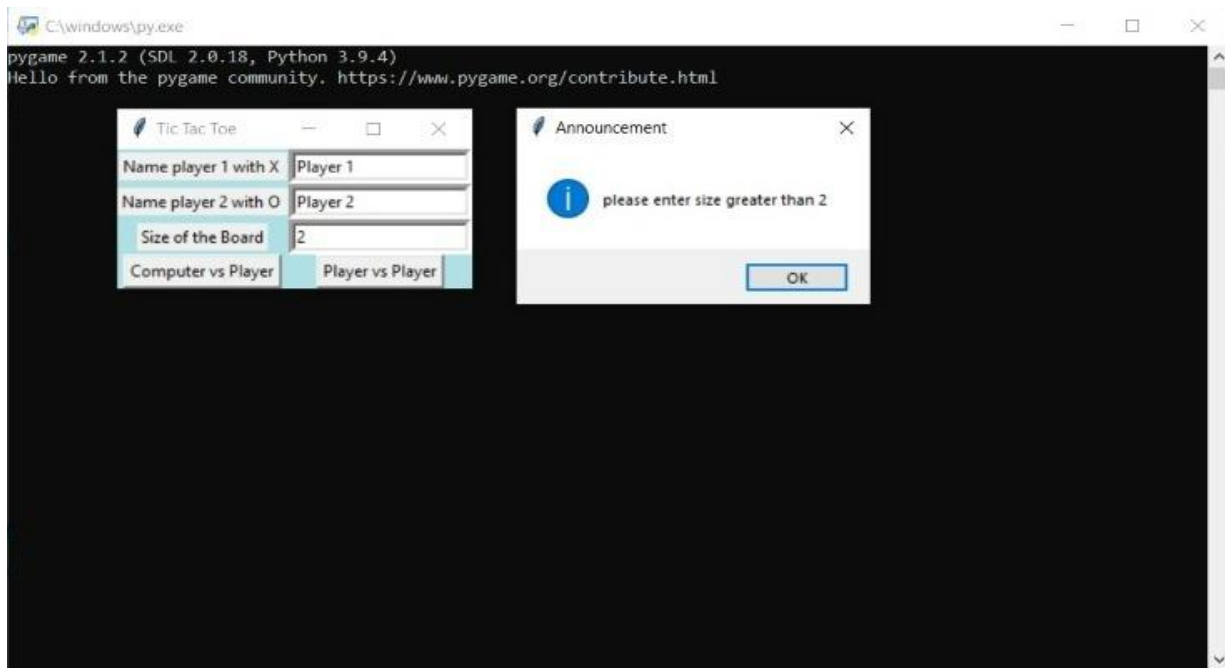 C:\windows\py.exe
pygame 2.1.2 (SDL 2.0.18, Python 3.9.4)
Hello from the pygame community. https://www.pygame.org/contribute.html
Tic Tac Toe
Name player 1 with X Player 1
Name player 2 with O Player 2
Size of the Board 2
Computer vs Player Player vs Player
Announcement
please enter size greater than 2
OK